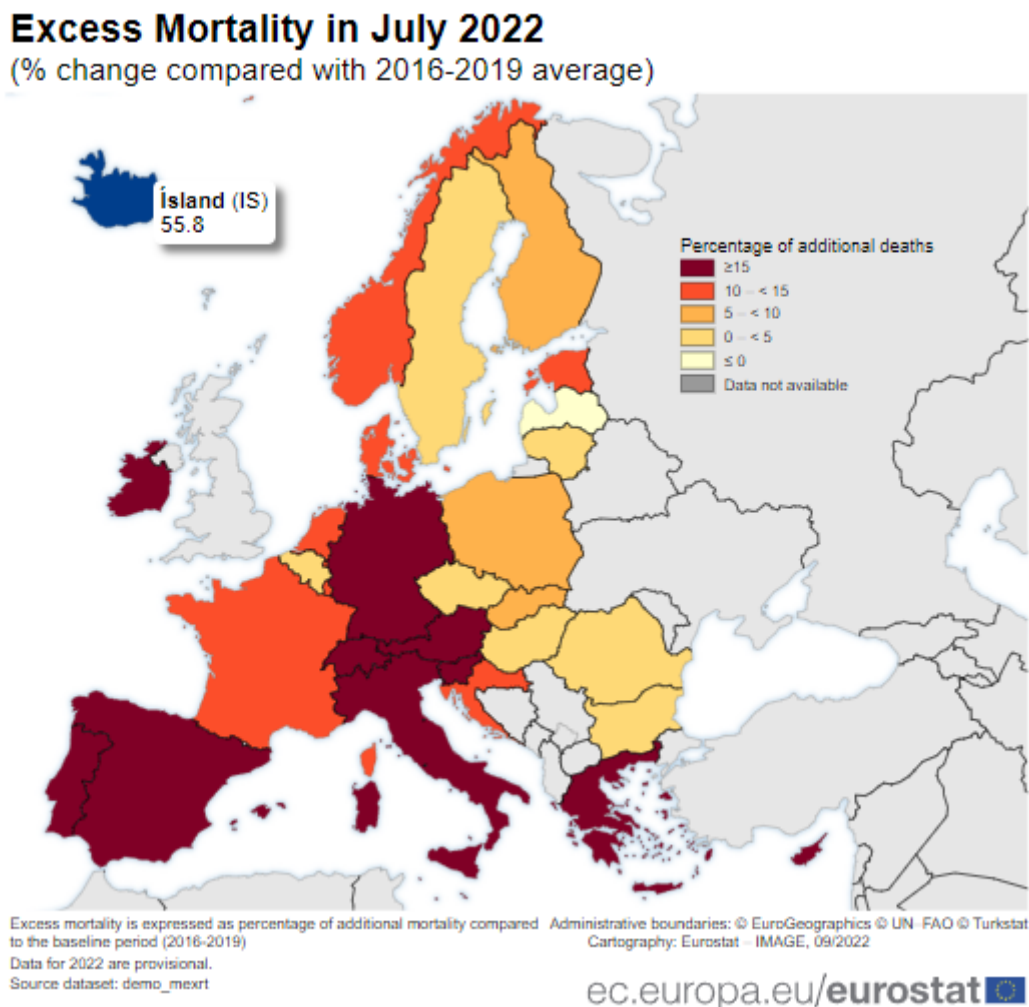 Excess Mortality in July 2022
(% change compared with 2016-2019 average)
Ísland (IS)
55.8
Percentage of additional deaths
≥15
10 – < 15
5 – < 10
0 – < 5
≤ 0
Data not available
Excess mortality is expressed as percentage of additional mortality compared
to the baseline period (2016-2019)
Data for 2022 are provisional.
Source dataset: demo_mexrt
Administrative boundaries: © EuroGeographics © UN–FAO © Turkstat
Cartography: Eurostat – IMAGE, 09/2022
ec.europa.eu/eurostat